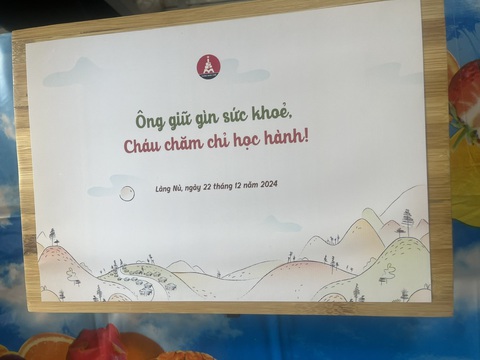 Ông giữ gìn sức khoẻ,
Cháu chăm chỉ học hành!
Làng Nủ, ngày 22 tháng 12 năm 2024